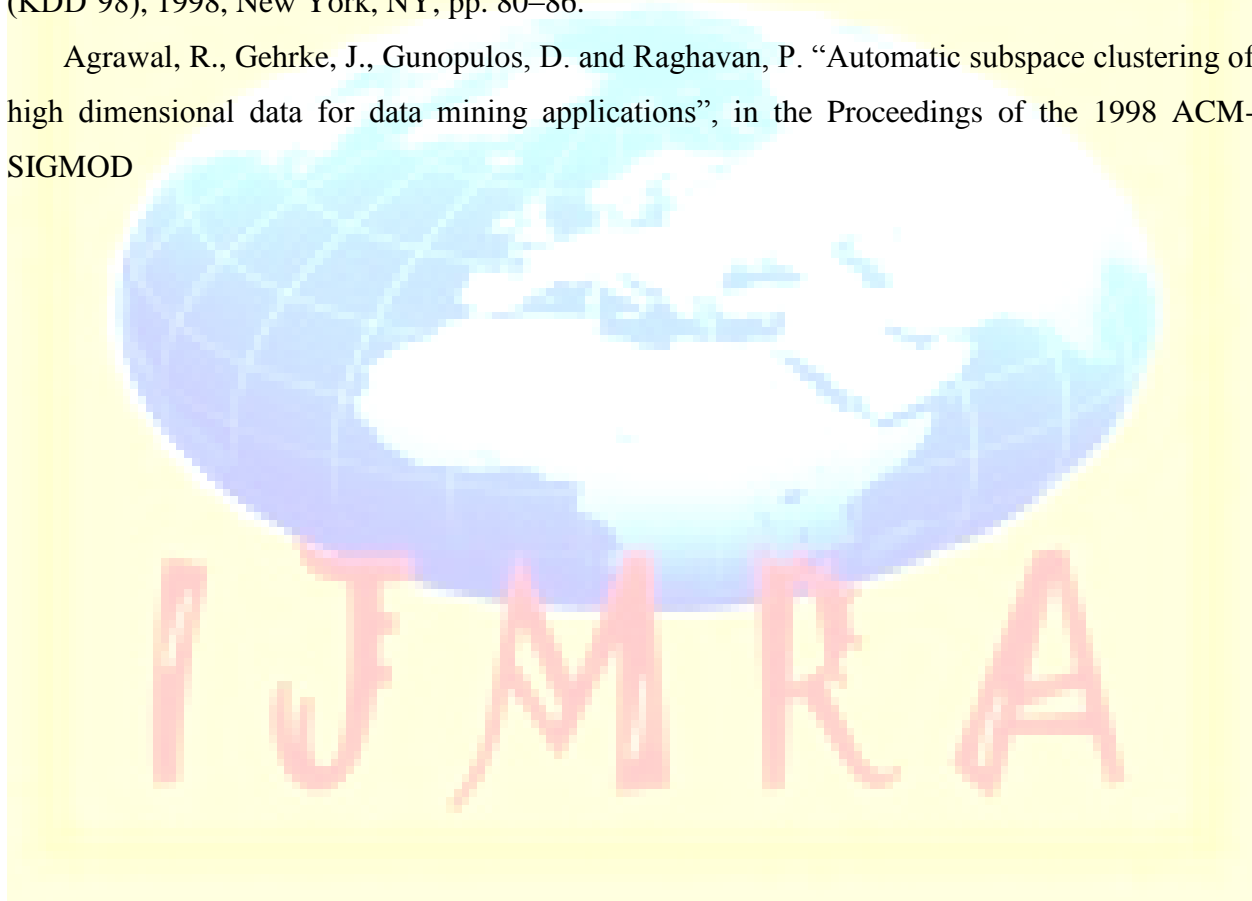 (KDD'98), 1998, New York, NY, pp. 80–86.
Agrawal, R., Gehrke, J., Gunopulos, D. and Raghavan, P. “Automatic subspace clustering of
high dimensional data for data mining applications”, in the Proceedings of the 1998 ACM-
SIGMOD
IJMRA